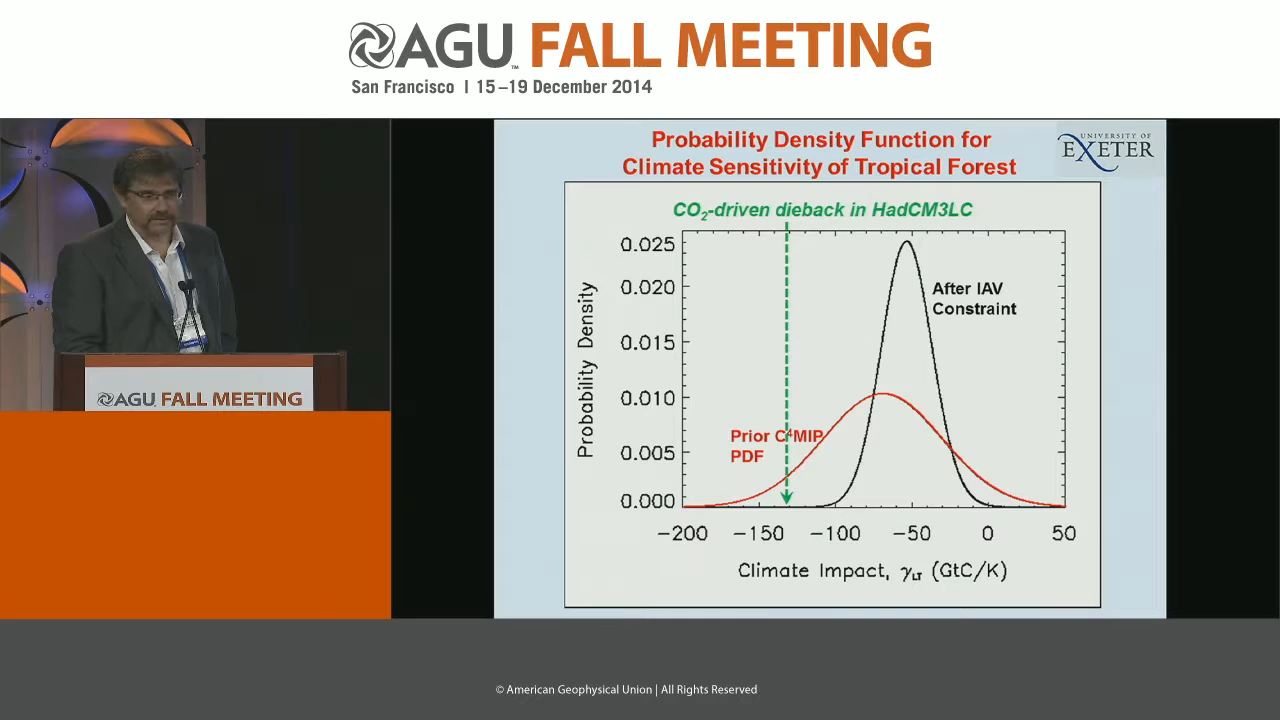 AGU FALL MEETING
San Francisco | 15–19 December 2014
Probability Density Function for
Climate Sensitivity of Tropical Forest
UNIVERSITY OF
EXETER
CO₂-driven dieback in HadCM3LC
0.025
0.020
0.015
0.010
0.005
0.000
Probability Density
After IAV
Constraint
Prior C⁴MIP
PDF
−200 −150 −100 −50 0 50
Climate Impact, γLT (GtC/K)
AGU FALL MEETING
© American Geophysical Union | All Rights Reserved